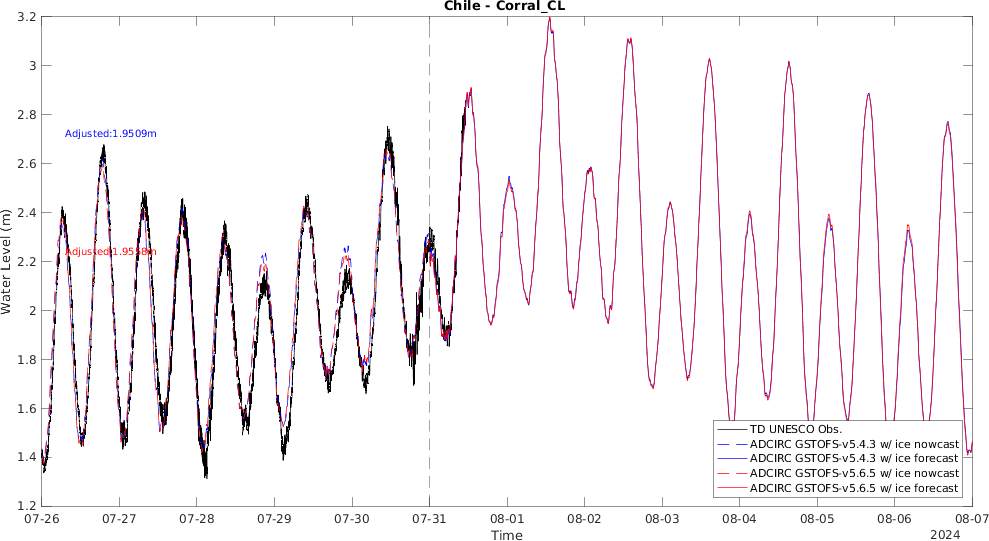 Chile - Corral_CL
3.2
3
2.8
2.6
2.4
2.2
2
1.8
1.6
1.4
1.2
Water Level (m)
Adjusted:1.9509m
Adjusted:1.9558m
TD UNESCO Obs.
ADCIRC GSTOFS-v5.4.3 w/ ice nowcast
ADCIRC GSTOFS-v5.4.3 w/ ice forecast
ADCIRC GSTOFS-v5.6.5 w/ ice nowcast
ADCIRC GSTOFS-v5.6.5 w/ ice forecast
07-26 07-27 07-28 07-29 07-30 07-31 08-01 08-02 08-03 08-04 08-05 08-06 08-07
Time
2024